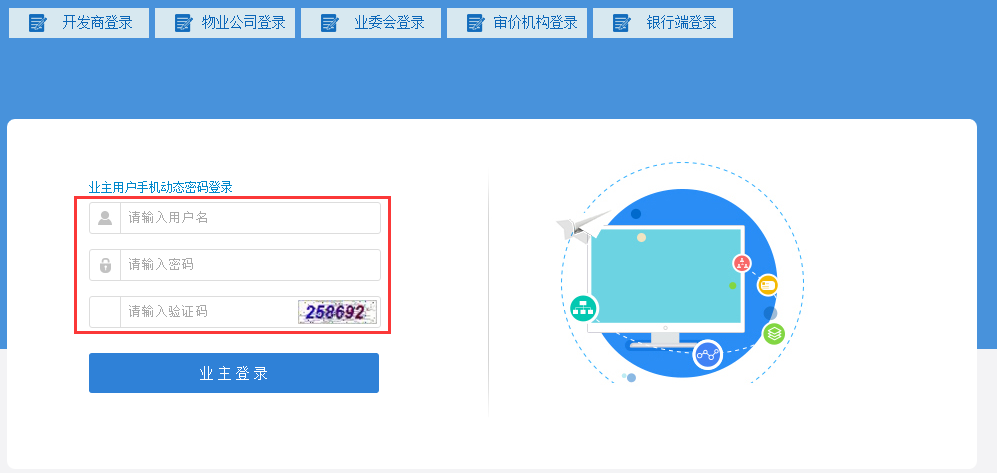 开发商登录 物业公司登录 业委会登录 审价机构登录 银行端登录
业主用户手机动态密码登录
请输入用户名
请输入密码
请输入验证码 258692
业主登录